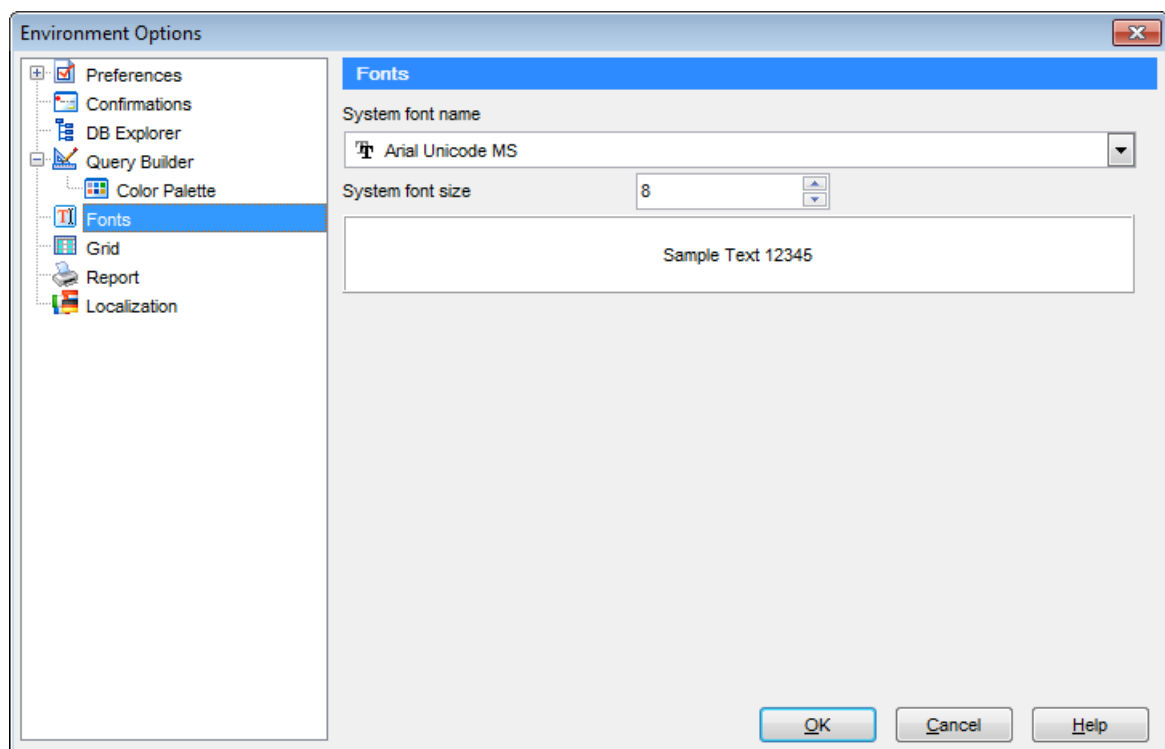 Environment Options
Preferences
Confirmations
DB Explorer
Query Builder
Color Palette
Fonts
Grid
Report
Localization
Fonts
System font name
Arial Unicode MS
System font size 8
Sample Text 12345
OK Cancel Help